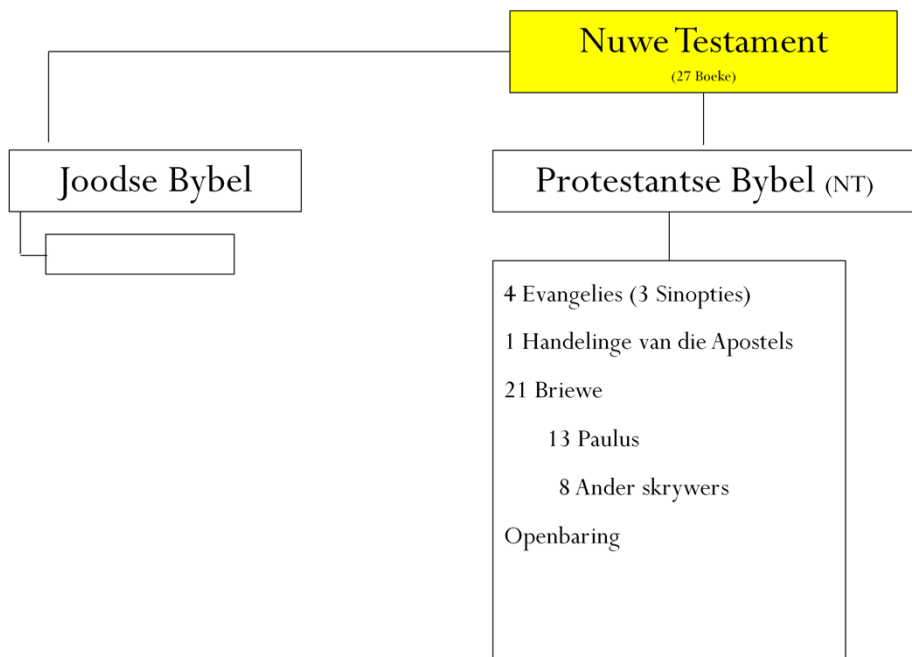 Nuwe Testament
(27 Boeke)
Joodse Bybel
Protestantse Bybel (NT)
4 Evangelies (3 Sinopties)
1 Handelinge van die Apostels
21 Briewe
13 Paulus
8 Ander skrywers
Openbaring